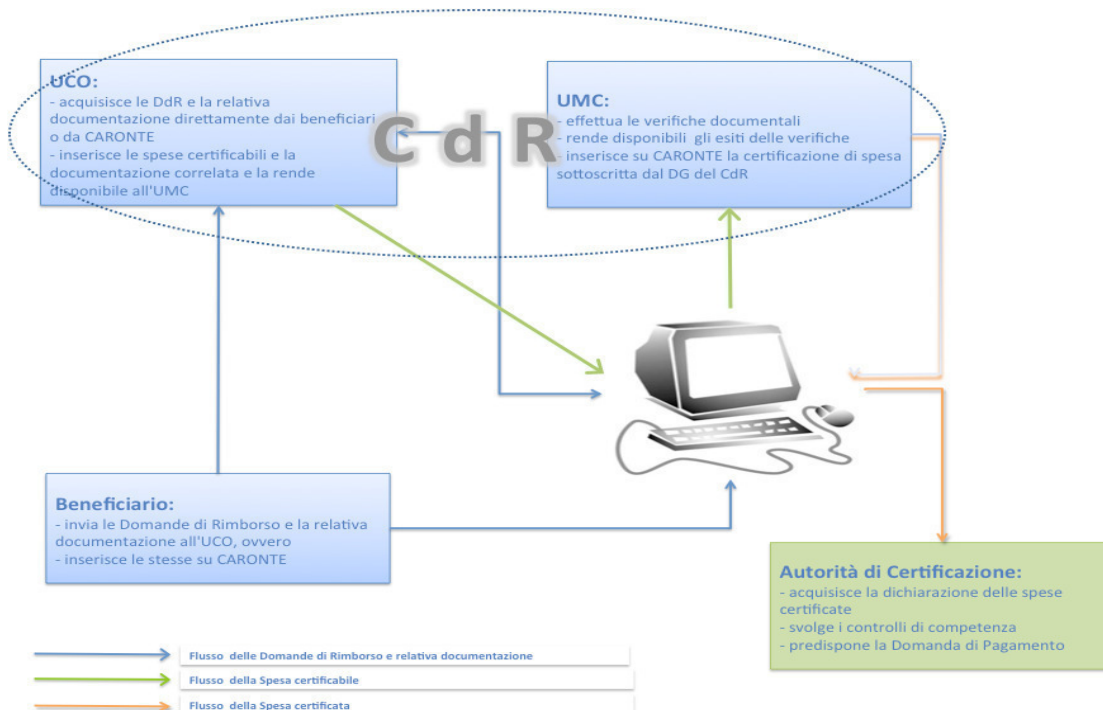 UCO:
- acquisisce le DdR e la relativa
documentazione direttamente dai beneficiari
o da CARONTE
- inserisce le spese certificabili e la
documentazione correlata e la rende
disponibile all'UMC
C d R
UMC:
- effettua le verifiche documentali
- rende disponibili gli esiti delle verifiche
- inserisce su CARONTE la certificazione di spesa
sottoscritta dal DG del CdR
Beneficiario:
- invia le Domande di Rimborso e la relativa
documentazione all'UCO, ovvero
- inserisce le stesse su CARONTE
Autorità di Certificazione:
- acquisisce la dichiarazione delle spese
certificate
- svolge i controlli di competenza
- predispone la Domanda di Pagamento
Flusso delle Domande di Rimborso e relativa documentazione
Flusso della Spesa certificabile
Flusso della Spesa certificata